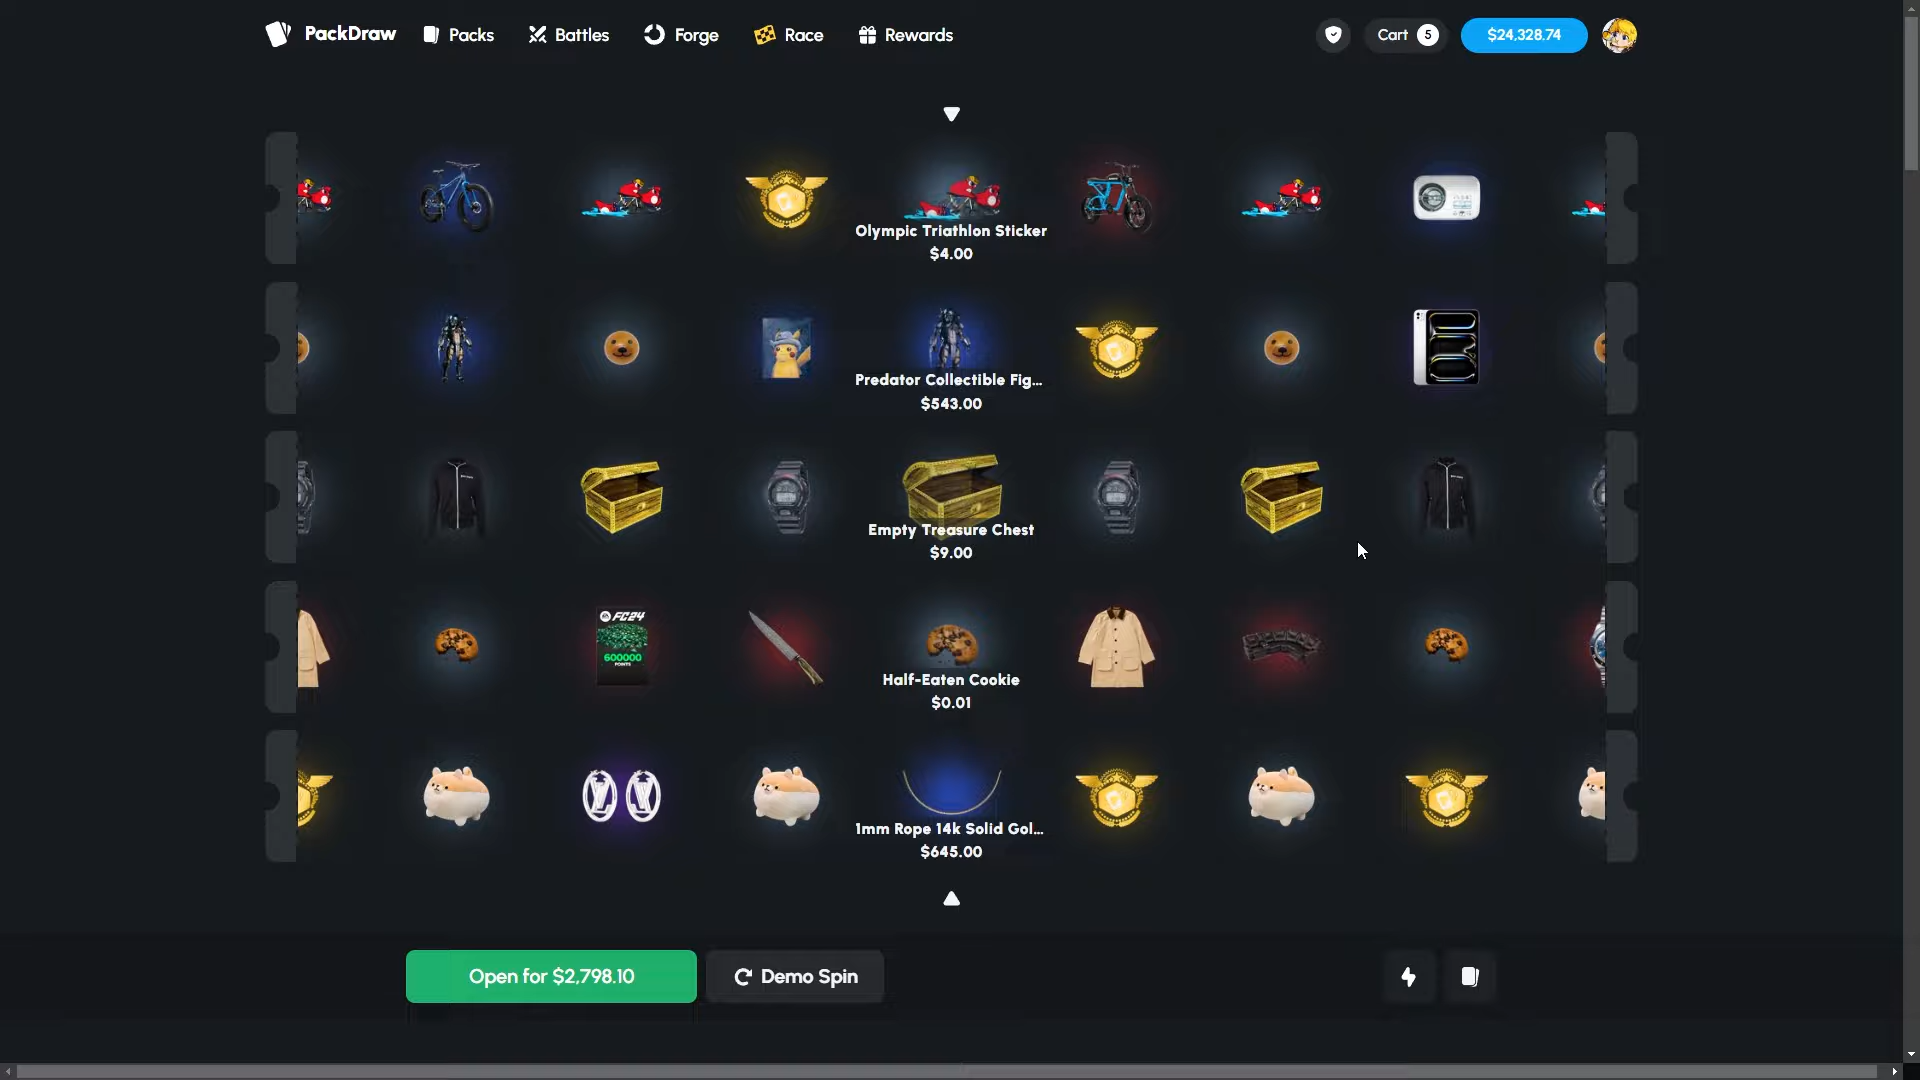 PackDraw
Packs
Battles
Forge
Race
Rewards
Cart 5
$24,328.74
Olympic Triathlon Sticker
$4.00
Predator Collectible Fig...
$543.00
Empty Treasure Chest
$9.00
FC24
600000
POINTS
Half-Eaten Cookie
$0.01
1mm Rope 14k Solid Gol...
$645.00
Open for $2,798.10
Demo Spin